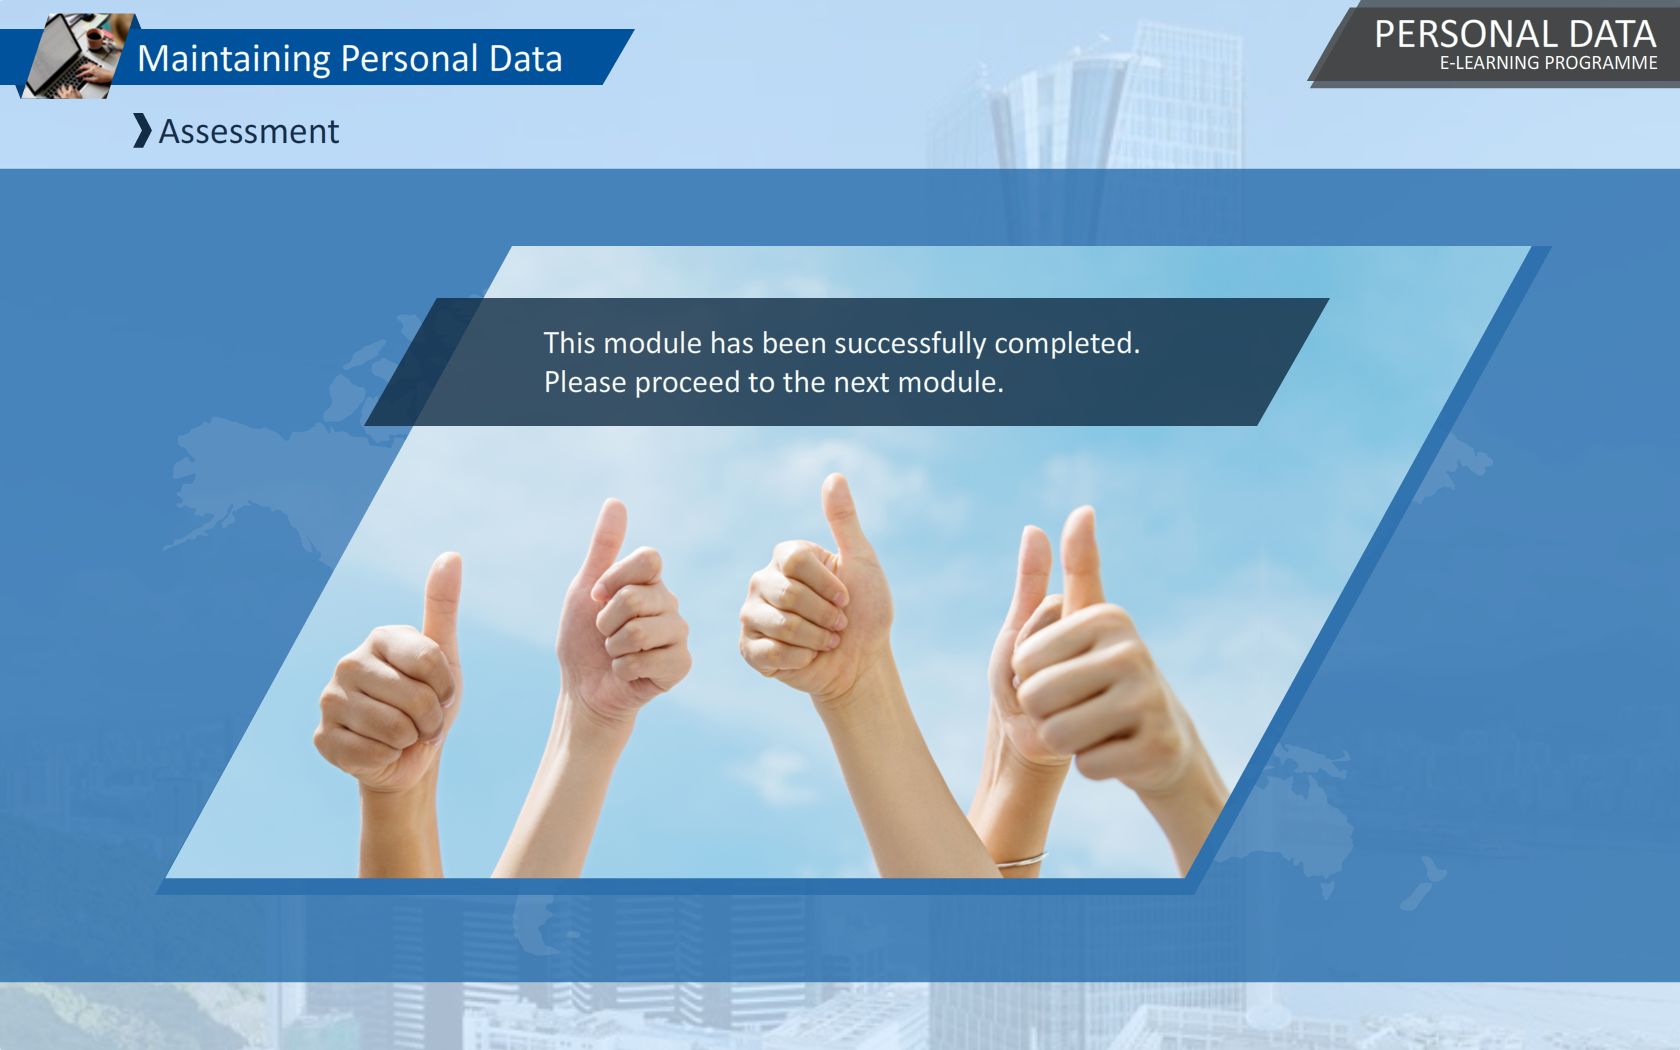 Maintaining Personal Data
PERSONAL DATA
E-LEARNING PROGRAMME
Assessment
This module has been successfully completed.
Please proceed to the next module.